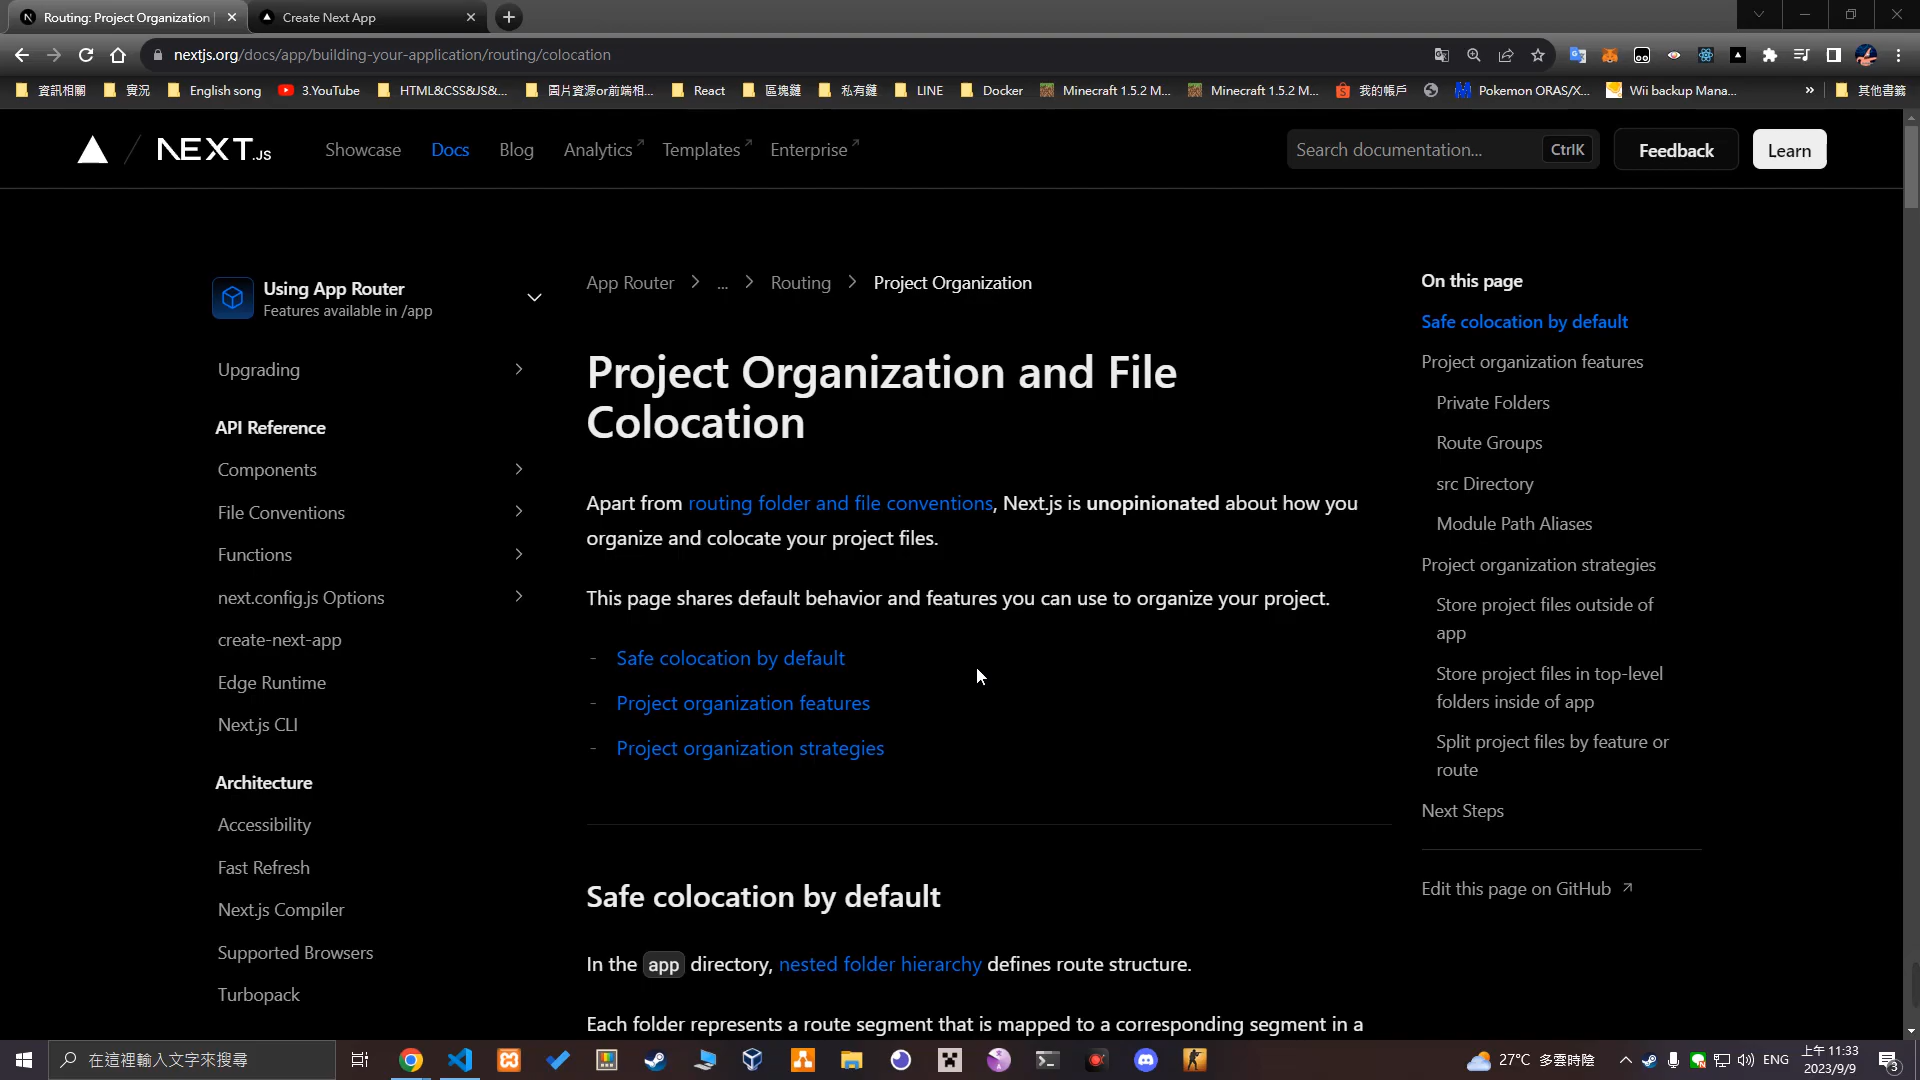 Routing: Project Organization
Create Next App
nextjs.org/docs/app/building-your-application/routing/colocation
資訊相關
實況
English song
3.YouTube
HTML&CSS&JS&...
圖片資源or前端相...
React
區塊鏈
私有鏈
LINE
Docker
Minecraft 1.5.2 M...
Minecraft 1.5.2 M...
我的帳戶
Pokemon ORAS/X...
Wii backup Mana...
»
其他書籤
NEXT.JS
Showcase
Docs
Blog
Analytics
Templates
Enterprise
Search documentation...
CtrlK
Feedback
Learn
Using App Router
Features available in /app
Upgrading
API Reference
Components
File Conventions
Functions
next.config.js Options
create-next-app
Edge Runtime
Next.js CLI
Architecture
Accessibility
Fast Refresh
Next.js Compiler
Supported Browsers
Turbopack
App Router > ... > Routing > Project Organization
Project Organization and File
Colocation
Apart from routing folder and file conventions, Next.js is unopinionated about how you
organize and colocate your project files.
This page shares default behavior and features you can use to organize your project.
- Safe colocation by default
- Project organization features
- Project organization strategies
Safe colocation by default
In the app directory, nested folder hierarchy defines route structure.
Each folder represents a route segment that is mapped to a corresponding segment in a
On this page
Safe colocation by default
Project organization features
Private Folders
Route Groups
src Directory
Module Path Aliases
Project organization strategies
Store project files outside of
app
Store project files in top-level
folders inside of app
Split project files by feature or
route
Next Steps
Edit this page on GitHub
在這裡輸入文字來搜尋
27°C 多雲時陰
ENG
上午 11:33
2023/9/9
3